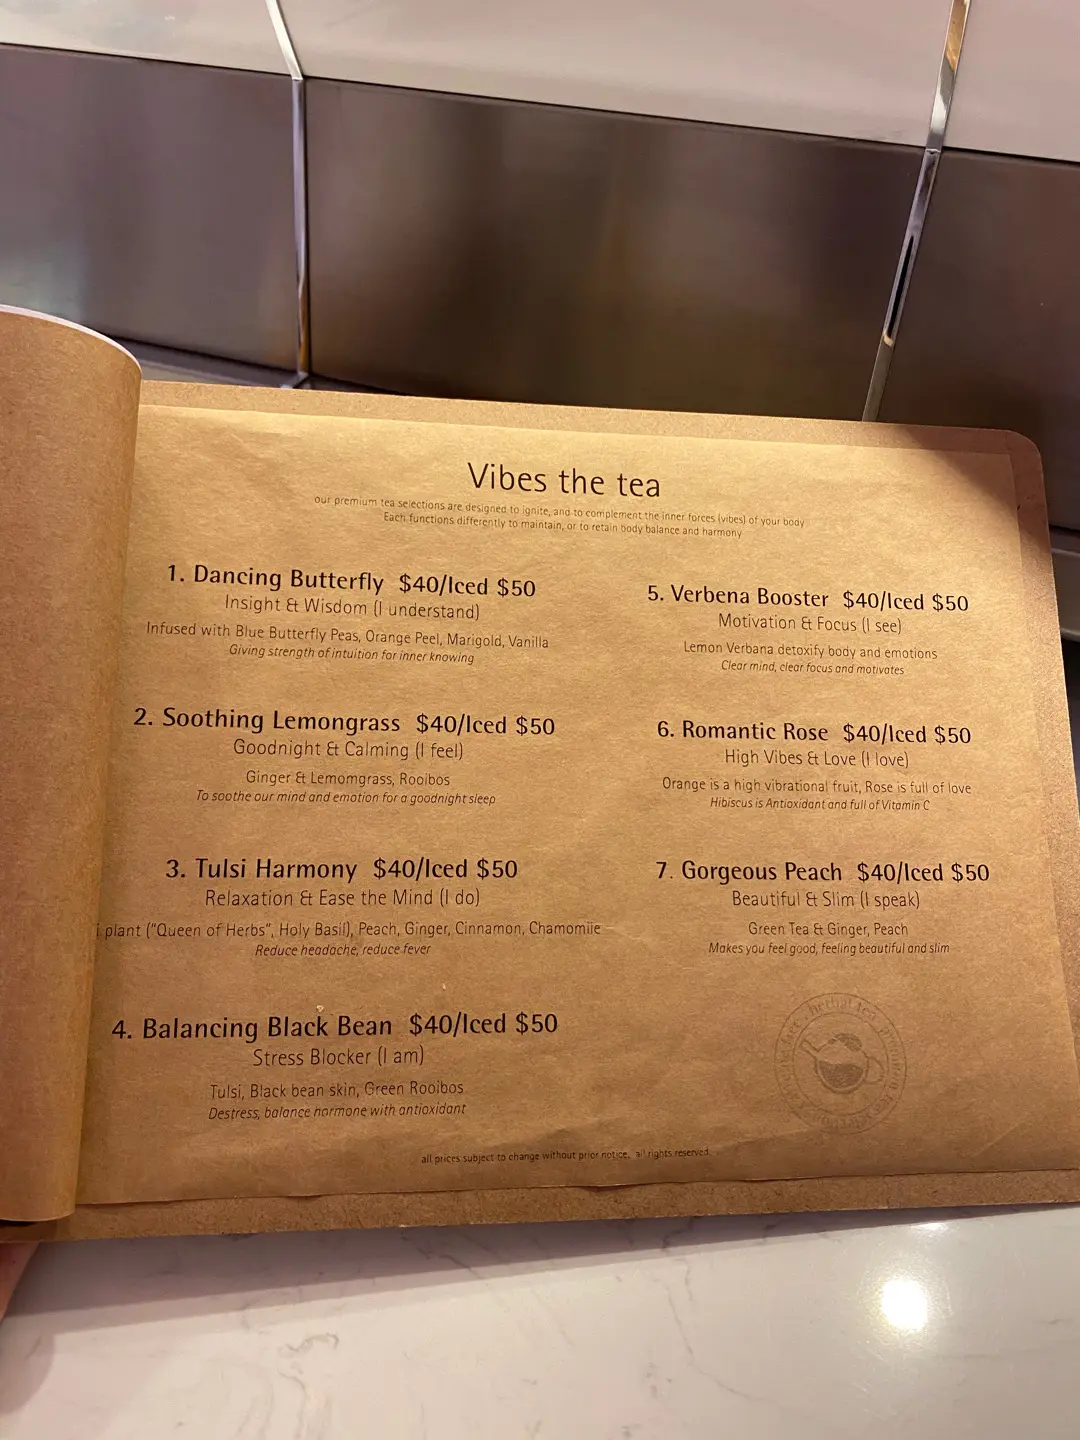 Vibes the tea
our premium tea selections are designed to ignite, and to complement the inner forces (vibes) of your body
Each functions differently to maintain, or to retain body balance and harmony
1. Dancing Butterfly $40/Iced $50
Insight & Wisdom (I understand)
Infused with Blue Butterfly Peas, Orange Peel, Marigold, Vanilla
Giving strength of intuition for inner knowing
2. Soothing Lemongrass $40/Iced $50
Goodnight & Calming (I feel)
Ginger & Lemomgrass, Rooibos
To soothe our mind and emotion for a goodnight sleep
3. Tulsi Harmony $40/Iced $50
Relaxation & Ease the Mind (I do)
i plant ("Queen of Herbs", Holy Basil), Peach, Ginger, Cinnamon, Chamomile
Reduce headache, reduce fever
4. Balancing Black Bean $40/Iced $50
Stress Blocker (I am)
Tulsi, Black bean skin, Green Rooibos
Destress, balance hormone with antioxidant
5. Verbena Booster $40/Iced $50
Motivation & Focus (I see)
Lemon Verbana detoxify body and emotions
Clear mind, clear focus and motivates
6. Romantic Rose $40/Iced $50
High Vibes & Love (I love)
Orange is a high vibrational fruit, Rose is full of love
Hibiscus is Antioxidant and full of Vitamin C
7. Gorgeous Peach $40/Iced $50
Beautiful & Slim (I speak)
Green Tea & Ginger, Peach
Makes you feel good, feeling beautiful and slim
herbal tea
all prices subject to change without prior notice. all rights reserved.